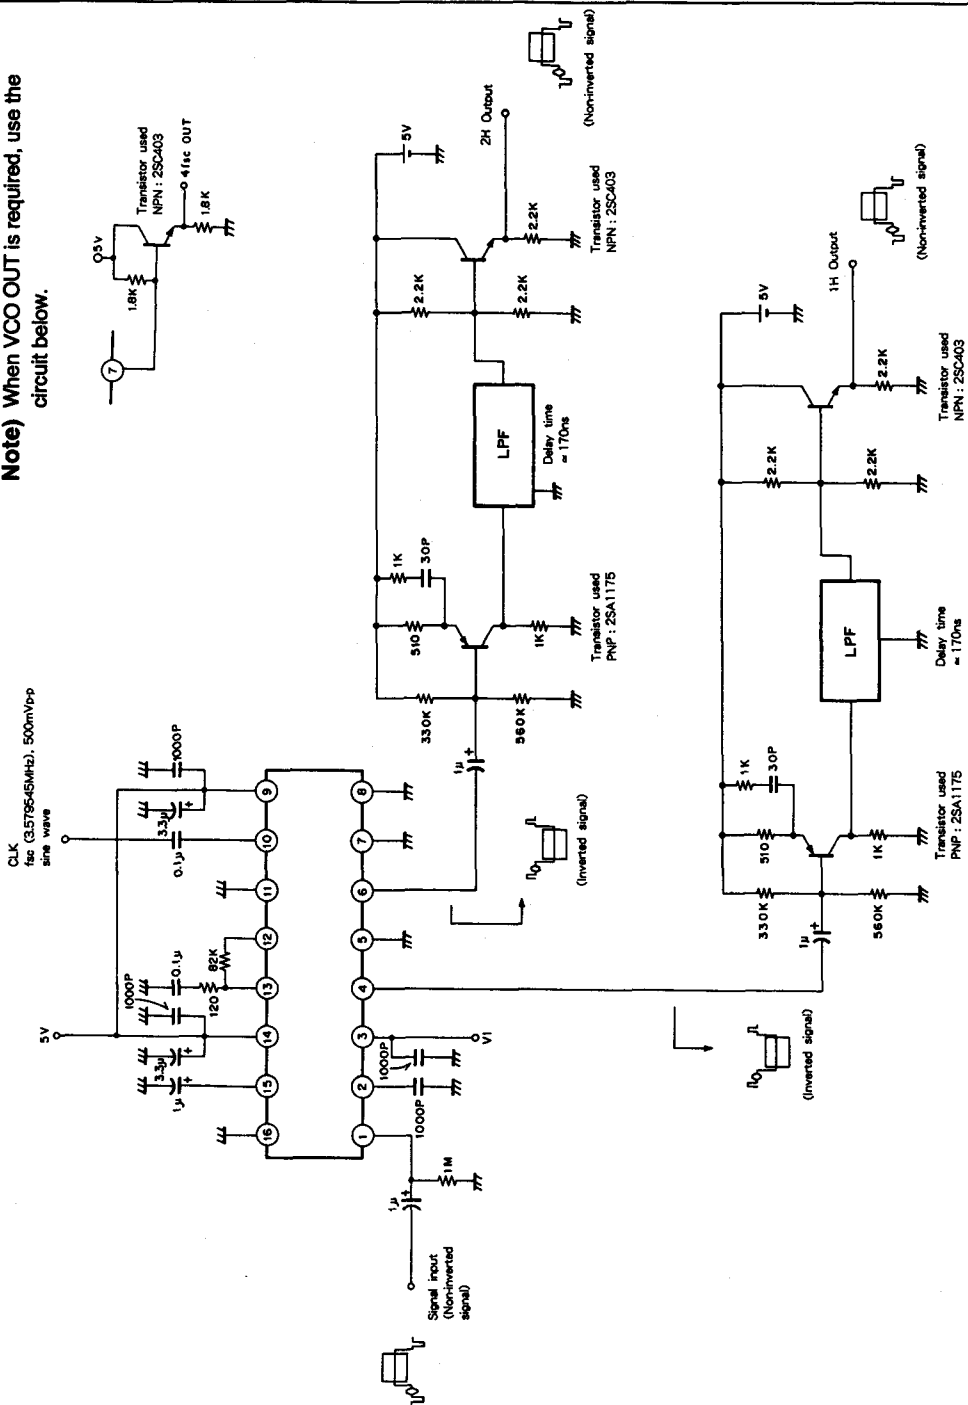 Note) When VCO OUT is required, use the
circuit below.
5V
Transistor used
NPN : 2SC403
1.8K
4fsc OUT
1.8K
7
CLK
fsc (3.579545MHz), 500mVp-p
sine wave
5V
1000P
0.1μ
3.3μ
1μ
120
82K
0.1μ
3.3μ
1000P
16
15
14
13
12
11
10
9
1
2
3
4
5
6
7
8
Signal input
(Non-inverted
signal)
1μ
+
1M
1000P
1000P
V1
(Inverted signal)
1μ
+
330K
560K
510
1K
30P
1K
Transistor used
PNP : 2SA1175
LPF
Delay time
≃ 170ns
2.2K
2.2K
2.2K
5V
Transistor used
NPN : 2SC403
2H Output
(Non-inverted signal)
(Inverted signal)
1μ
+
330K
560K
510
1K
30P
1K
Transistor used
PNP : 2SA1175
LPF
Delay time
≃ 170ns
2.2K
2.2K
2.2K
5V
Transistor used
NPN : 2SC403
1H Output
(Non-inverted signal)